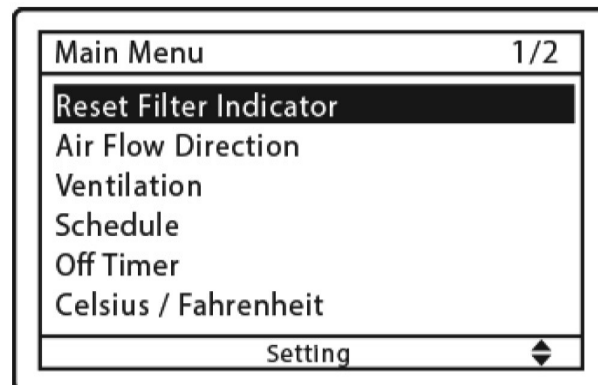 Main Menu 1/2
Reset Filter Indicator
Air Flow Direction
Ventilation
Schedule
Off Timer
Celsius / Fahrenheit
Setting